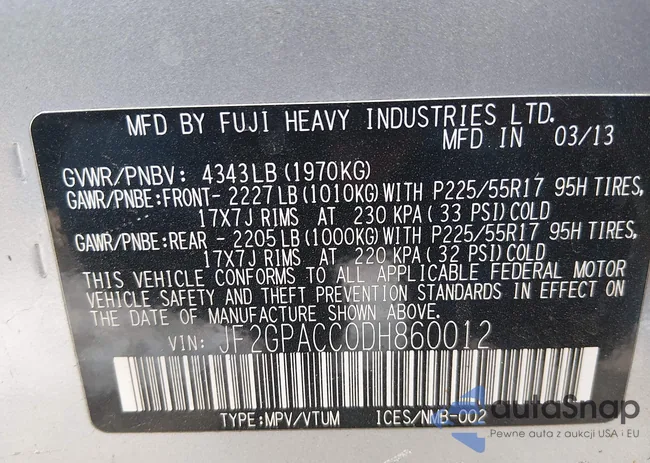 MFD BY FUJI HEAVY INDUSTRIES LTD.
MFD IN 03/13
GVWR/PNBV: 4343LB(1970KG)
GAWR/PNBE:FRONT- 2227LB(1010KG)WITH P225/55R17 95H TIRES,
17X7J RIMS AT 230 KPA( 33 PSI)COLD
GAWR/PNBE:REAR - 2205LB(1000KG)WITH P225/55R17 95H TIRES,
17X7J RIMS AT 220 KPA( 32 PSI)COLD
THIS VEHICLE CONFORMS TO ALL APPLICABLE FEDERAL MOTOR
VEHICLE SAFETY AND THEFT PREVENTION STANDARDS IN EFFECT ON
THE DATE OF MANUFACTURE SHOWN ABOVE.
VIN: JF2GPACC0DH860012
TYPE:MPV/VTUM ICES/NMB-002
autoSnap
Pewne auta z aukcji USA i EU